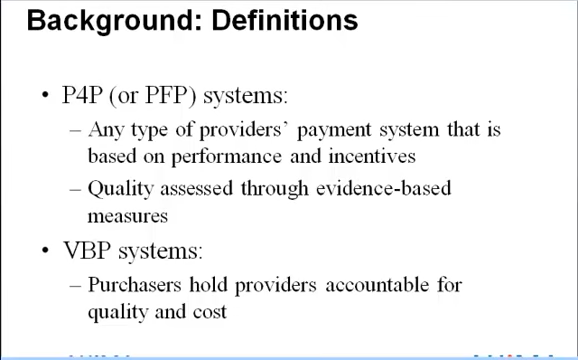 Background: Definitions
• P4P (or PFP) systems:
– Any type of providers’ payment system that is
based on performance and incentives
– Quality assessed through evidence-based
measures
• VBP systems:
– Purchasers hold providers accountable for
quality and cost